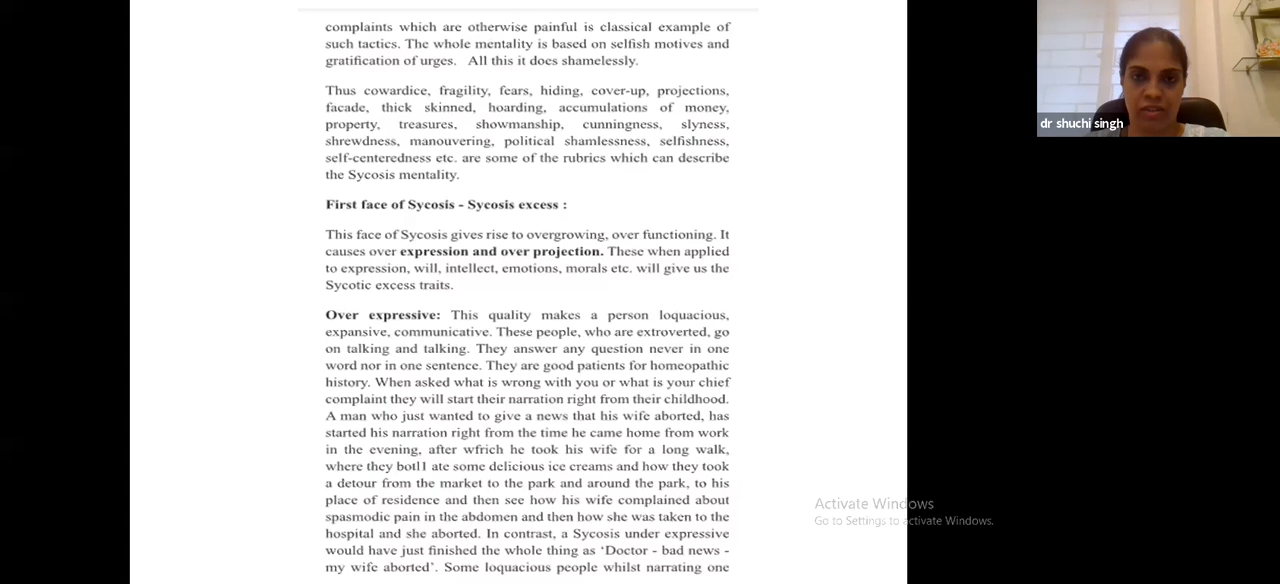 complaints which are otherwise painful is classical example of
such tactics. The whole mentality is based on selfish motives and
gratification of urges. All this it does shamelessly.
Thus cowardice, fragility, fears, hiding, cover-up, projections,
facade, thick skinned, hoarding, accumulations of money,
property, treasures, showmanship, cunningness, slyness,
shrewdness, manouvering, political shamlessness, selfishness,
self-centeredness etc. are some of the rubrics which can describe
the Sycosis mentality.
First face of Sycosis - Sycosis excess :
This face of Sycosis gives rise to overgrowing, over functioning. It
causes over expression and over projection. These when applied
to expression, will, intellect, emotions, morals etc. will give us the
Sycotic excess traits.
Over expressive: This quality makes a person loquacious,
expansive, communicative. These people, who are extroverted, go
on talking and talking. They answer any question never in one
word nor in one sentence. They are good patients for homeopathic
history. When asked what is wrong with you or what is your chief
complaint they will start their narration right from their childhood.
A man who just wanted to give a news that his wife aborted, has
started his narration right from the time he came home from work
in the evening, after wfrich he took his wife for a long walk,
where they botl1 ate some delicious ice creams and how they took
a detour from the market to the park and around the park, to his
place of residence and then see how his wife complained about
spasmodic pain in the abdomen and then how she was taken to the
hospital and she aborted. In contrast, a Sycosis under expressive
would have just finished the whole thing as ‘Doctor - bad news -
my wife aborted’. Some loquacious people whilst narrating one
dr shuchi singh
Activate Windows
Go to Settings to activate Windows.